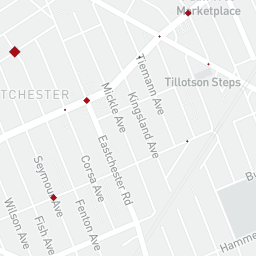 Marketplace
Tiemann Ave
Tillotson Steps
TCHESTER
Mickle Ave
Kingsland Ave
Eastchester Rd
Seymour Ave
Corsa Ave
Wilson Ave
Fish Ave
Fenton Ave
Bu
Hamme